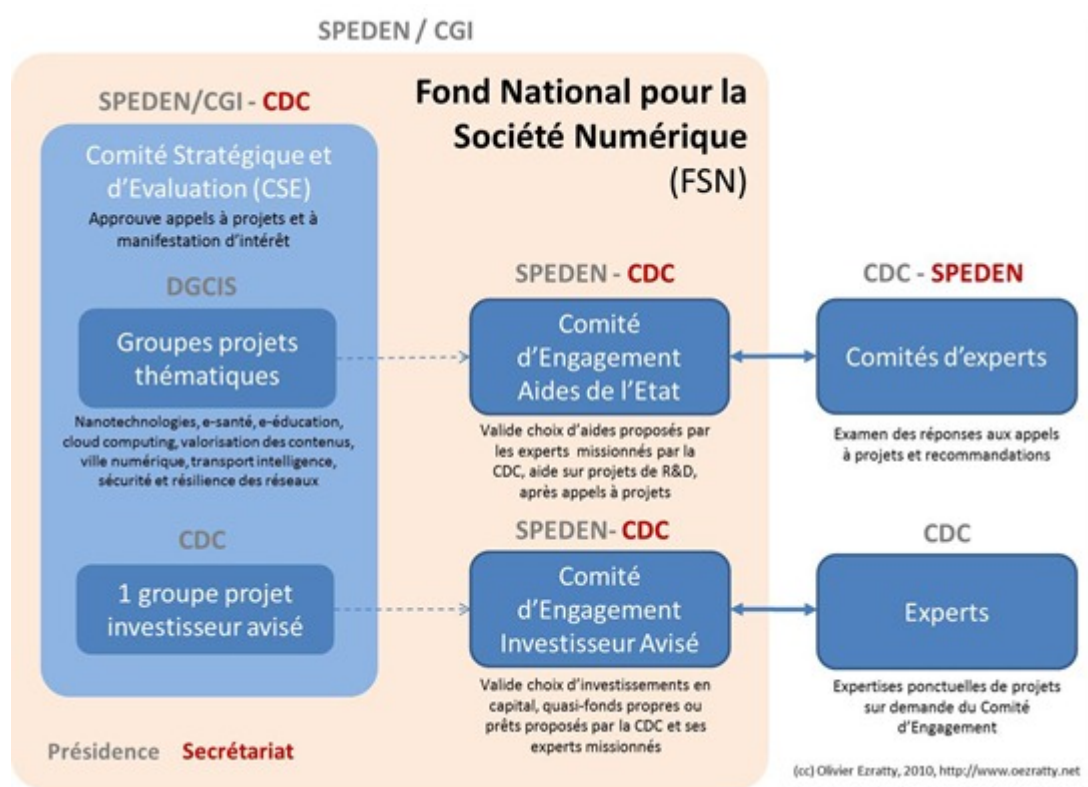 SPEDEN / CGI
Fond National pour la
Société Numérique
(FSN)
SPEDEN/CGI - CDC
Comité Stratégique et
d'Evaluation (CSE)
Approuve appels à projets et à
manifestation d'intérêt
DGCIS
Groupes projets
thématiques
Nanotechnologies, e-santé, e-éducation,
cloud computing, valorisation des contenus,
ville numérique, transport intelligence,
sécurité et résilience des réseaux
CDC
1 groupe projet
investisseur avisé
SPEDEN - CDC
Comité
d'Engagement
Aides de l'Etat
Valide choix d'aides proposés par
les experts missionnés par la
CDC, aide sur projets de R&D,
après appels à projets
SPEDEN- CDC
Comité
d'Engagement
Investisseur Avisé
Valide choix d'investissements en
capital, quasi-fonds propres ou
prêts proposés par la CDC et ses
experts missionnés
CDC - SPEDEN
Comités d'experts
Examen des réponses aux appels
à projets et recommandations
CDC
Experts
Expertises ponctuelles de projets
sur demande du Comité
d'Engagement
Présidence Secrétariat
(cc) Olivier Ezratty, 2010, http://www.oezratty.net